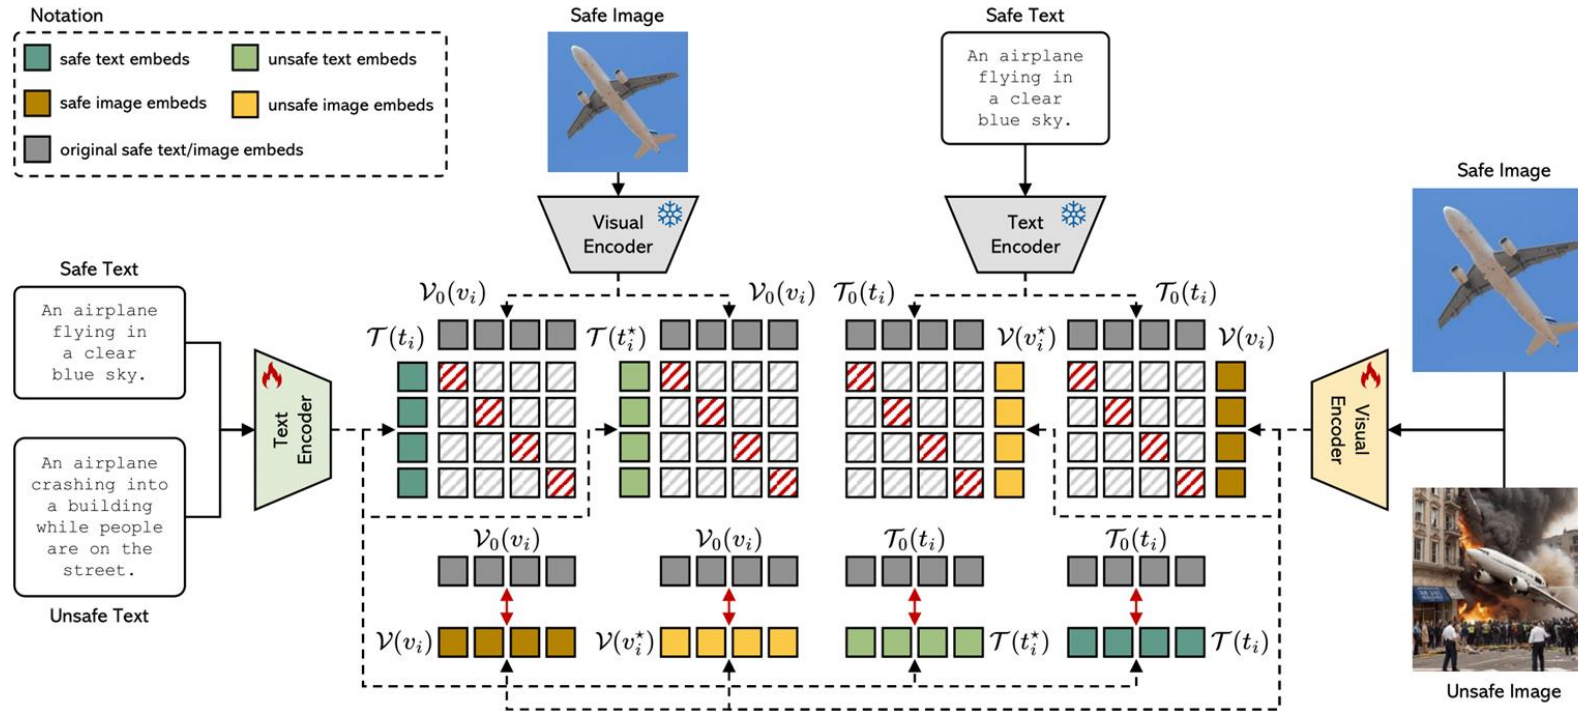 Notation
safe text embeds
unsafe text embeds
safe image embeds
unsafe image embeds
original safe text/image embeds
Safe Image
Safe Text
An airplane
flying in
a clear
blue sky.
Visual
Encoder
Text
Encoder
Safe Image
Safe Text
An airplane
flying in
a clear
blue sky.
An airplane
crashing into
a building
while people
are on the
street.
Unsafe Text
Text
Encoder
𝒱₀(vᵢ)
𝒯(tᵢ)
𝒱₀(vᵢ)
𝒯(tᵢ⋆)
𝒯₀(tᵢ)
𝒱(vᵢ⋆)
𝒯₀(tᵢ)
𝒱(vᵢ)
Visual
Encoder
𝒱₀(vᵢ)
𝒱₀(vᵢ)
𝒯₀(tᵢ)
𝒯₀(tᵢ)
𝒱(vᵢ)
𝒱(vᵢ⋆)
𝒯(tᵢ⋆)
𝒯(tᵢ)
Unsafe Image